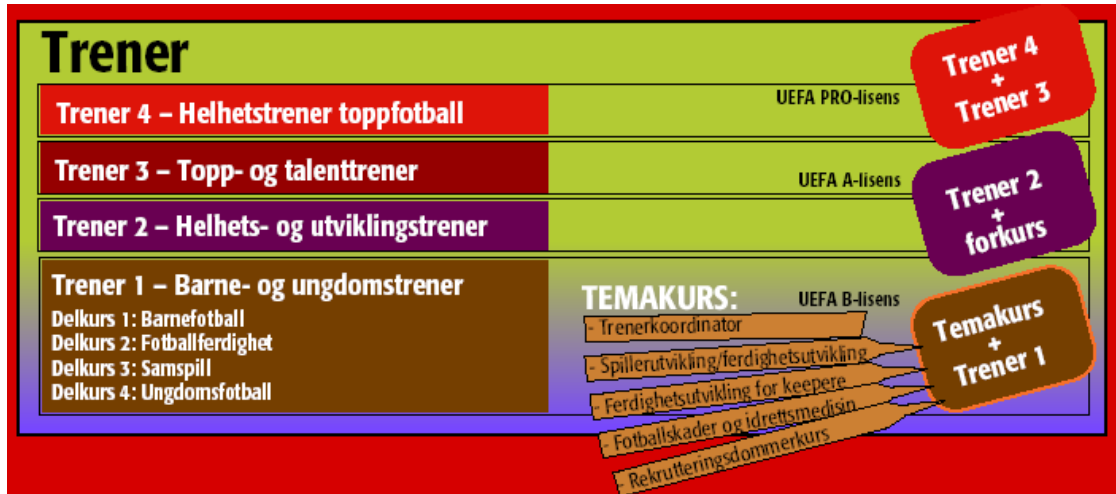 Trener
Trener 4 – Helhetstrener toppfotball
UEFA PRO-lisens
Trener 4
+
Trener 3
Trener 3 – Topp- og talenttrener
UEFA A-lisens
Trener 2 – Helhets- og utviklingstrener
Trener 2
+
forkurs
Trener 1 – Barne- og ungdomstrener
Delkurs 1: Barnefotball
Delkurs 2: Fotballferdighet
Delkurs 3: Samspill
Delkurs 4: Ungdomsfotball
TEMAKURS:
UEFA B-lisens
- Trenerkoordinator
- Spillerutvikling/ferdighetsutvikling
- Ferdighetsutvikling for keepere
- Fotballskader og idrettsmedisin
- Rekrutteringsdommerkurs
Temakurs
+
Trener 1